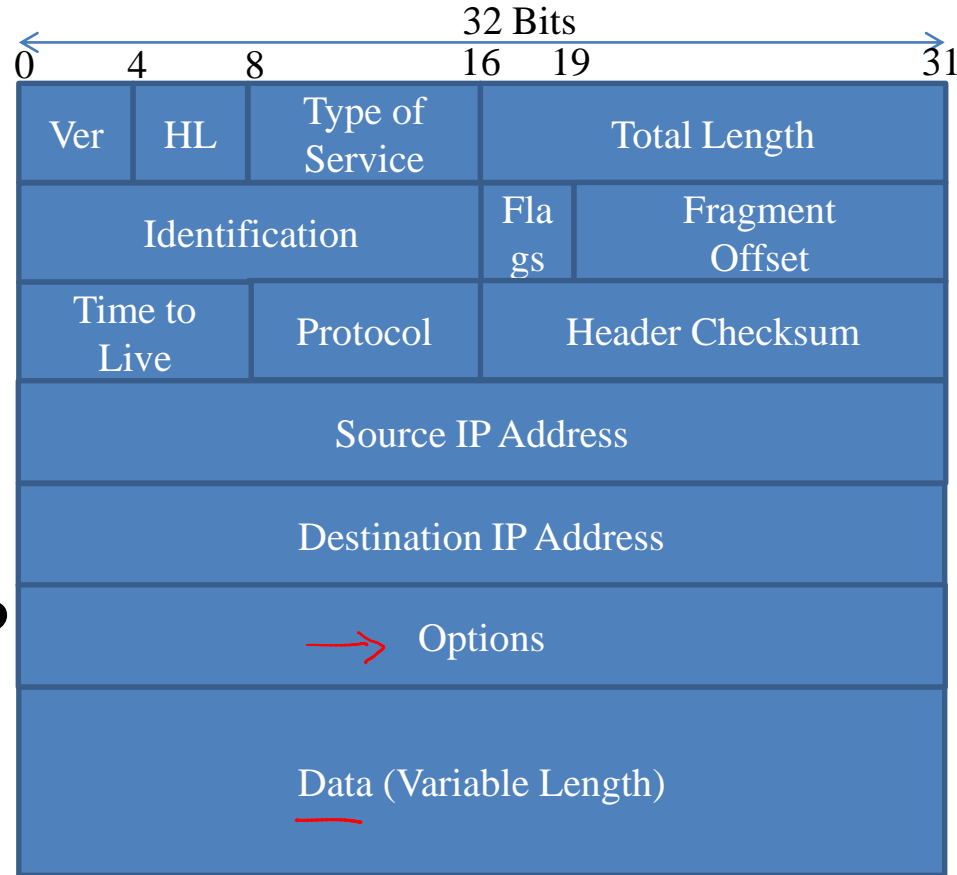 32 Bits
0 4 8 16 19 31
Ver HL Type of Service Total Length
Identification Fla gs Fragment Offset
Time to Live Protocol Header Checksum
Source IP Address
Destination IP Address
Options
Data (Variable Length)